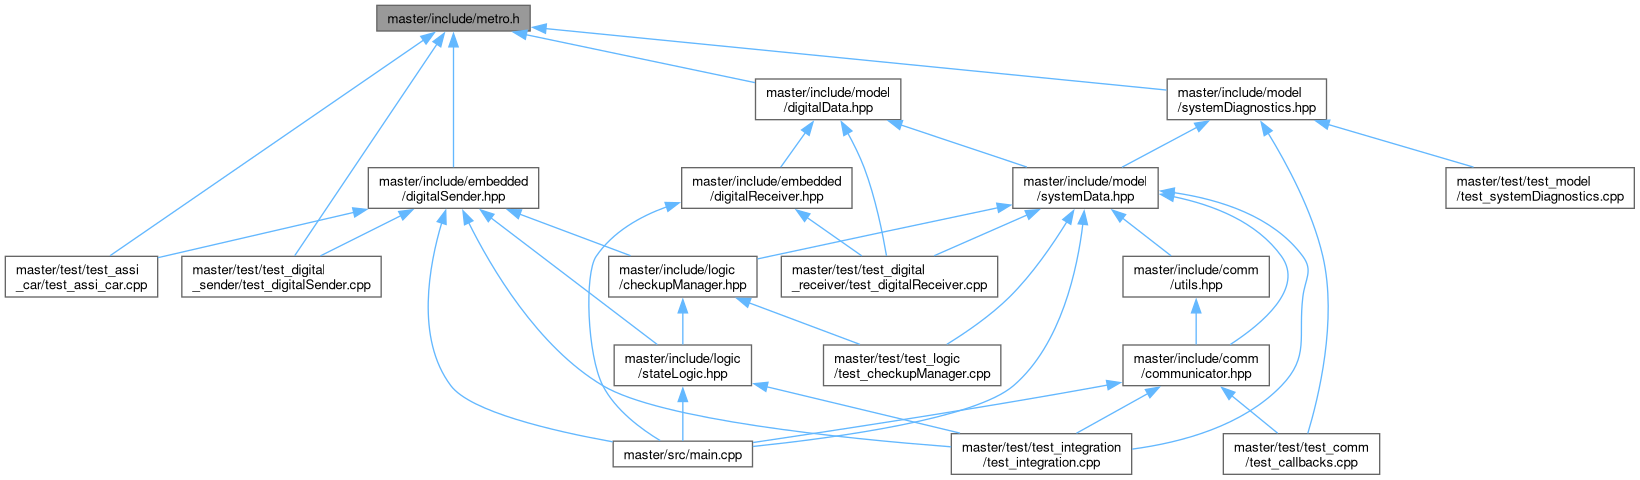 master/include/metro.h
master/include/model
/digitalData.hpp
master/include/model
/systemDiagnostics.hpp
master/include/embedded
/digitalSender.hpp
master/include/embedded
/digitalReceiver.hpp
master/include/model
/systemData.hpp
master/test/test_model
/test_systemDiagnostics.cpp
master/test/test_assi
_car/test_assi_car.cpp
master/test/test_digital
_sender/test_digitalSender.cpp
master/include/logic
/checkupManager.hpp
master/test/test_digital
_receiver/test_digitalReceiver.cpp
master/include/comm
/utils.hpp
master/include/logic
/stateLogic.hpp
master/test/test_logic
/test_checkupManager.cpp
master/include/comm
/communicator.hpp
master/src/main.cpp
master/test/test_integration
/test_integration.cpp
master/test/test_comm
/test_callbacks.cpp